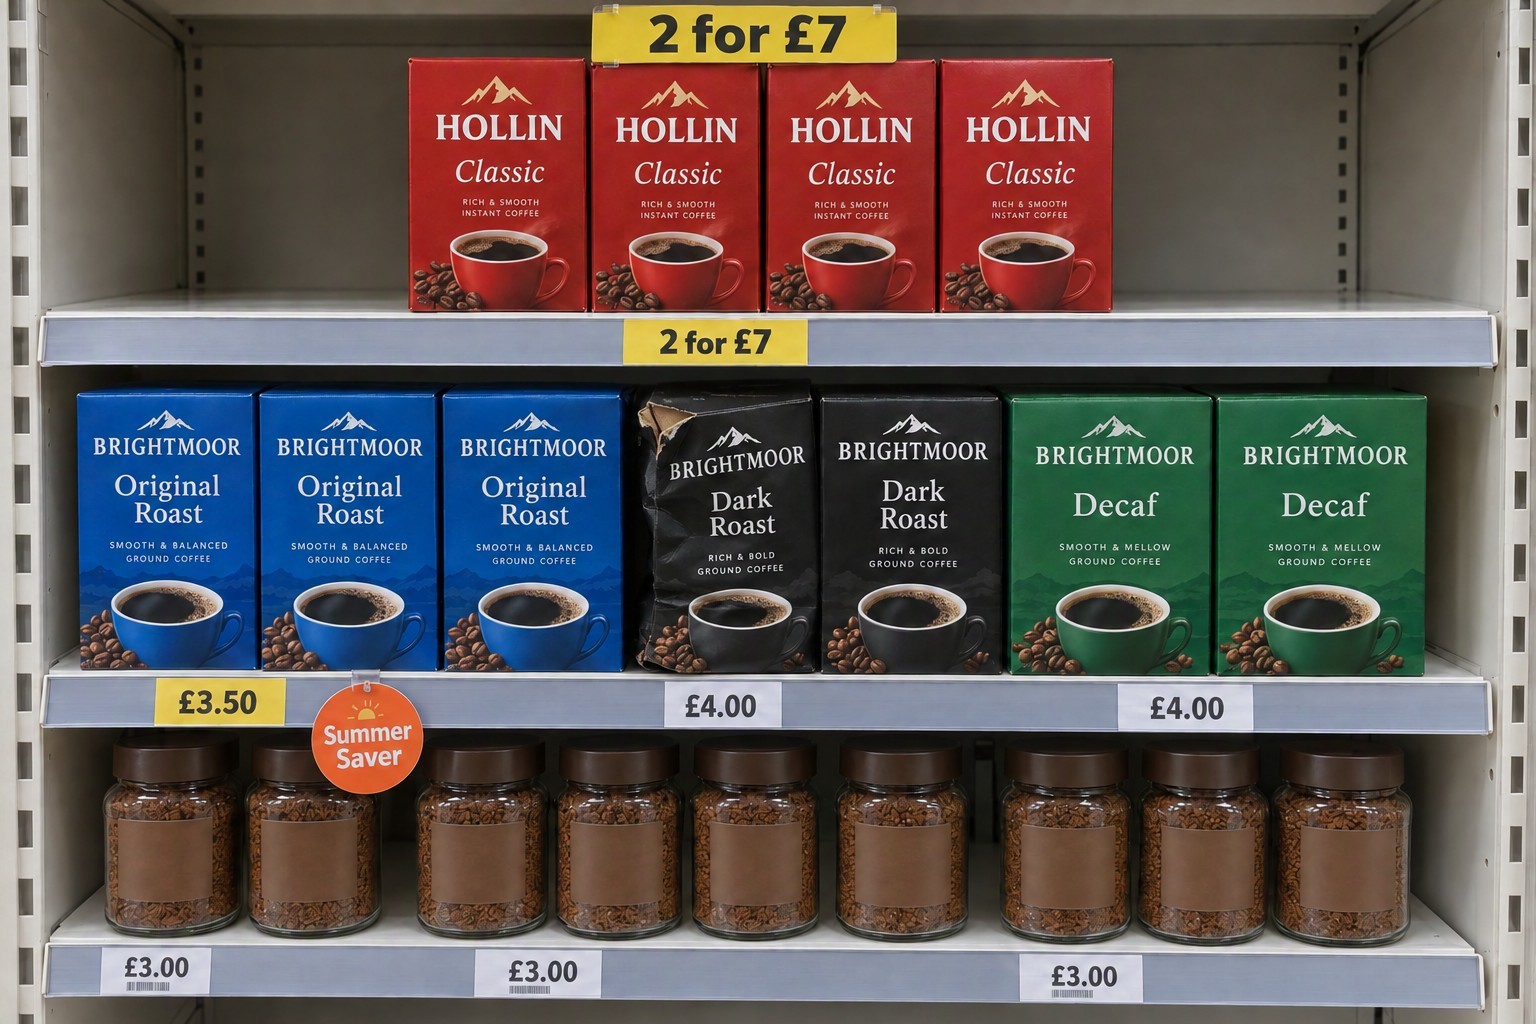 2 for £7
HOLLIN
Classic
RICH & SMOOTH
INSTANT COFFEE
HOLLIN
Classic
RICH & SMOOTH
INSTANT COFFEE
HOLLIN
Classic
RICH & SMOOTH
INSTANT COFFEE
HOLLIN
Classic
RICH & SMOOTH
INSTANT COFFEE
2 for £7
BRIGHTMOOR
Original
Roast
SMOOTH & BALANCED
GROUND COFFEE
BRIGHTMOOR
Original
Roast
SMOOTH & BALANCED
GROUND COFFEE
BRIGHTMOOR
Original
Roast
SMOOTH & BALANCED
GROUND COFFEE
BRIGHTMOOR
Dark
Roast
RICH & BOLD
GROUND COFFEE
BRIGHTMOOR
Dark
Roast
RICH & BOLD
GROUND COFFEE
BRIGHTMOOR
Decaf
SMOOTH & MELLOW
GROUND COFFEE
BRIGHTMOOR
Decaf
SMOOTH & MELLOW
GROUND COFFEE
£3.50
Summer
Saver
£4.00
£4.00
£3.00
£3.00
£3.00